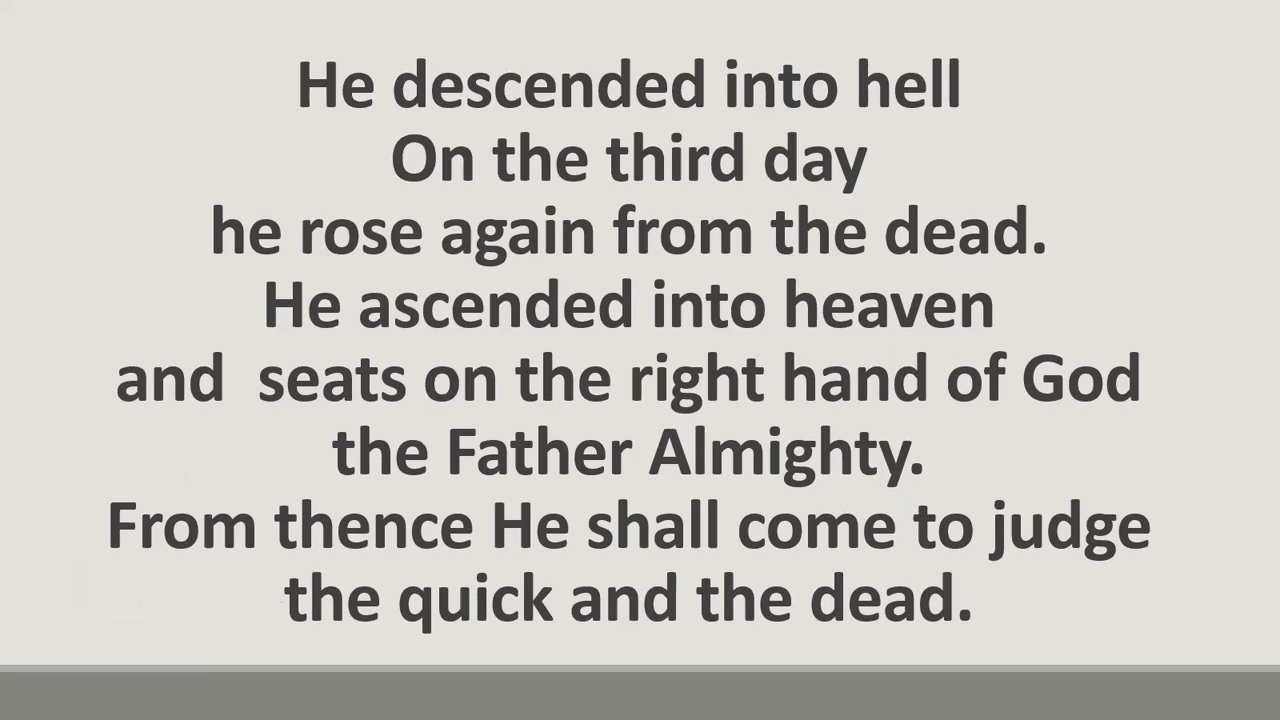 He descended into hell
On the third day
he rose again from the dead.
He ascended into heaven
and  seats on the right hand of God
the Father Almighty.
From thence He shall come to judge
the quick and the dead.